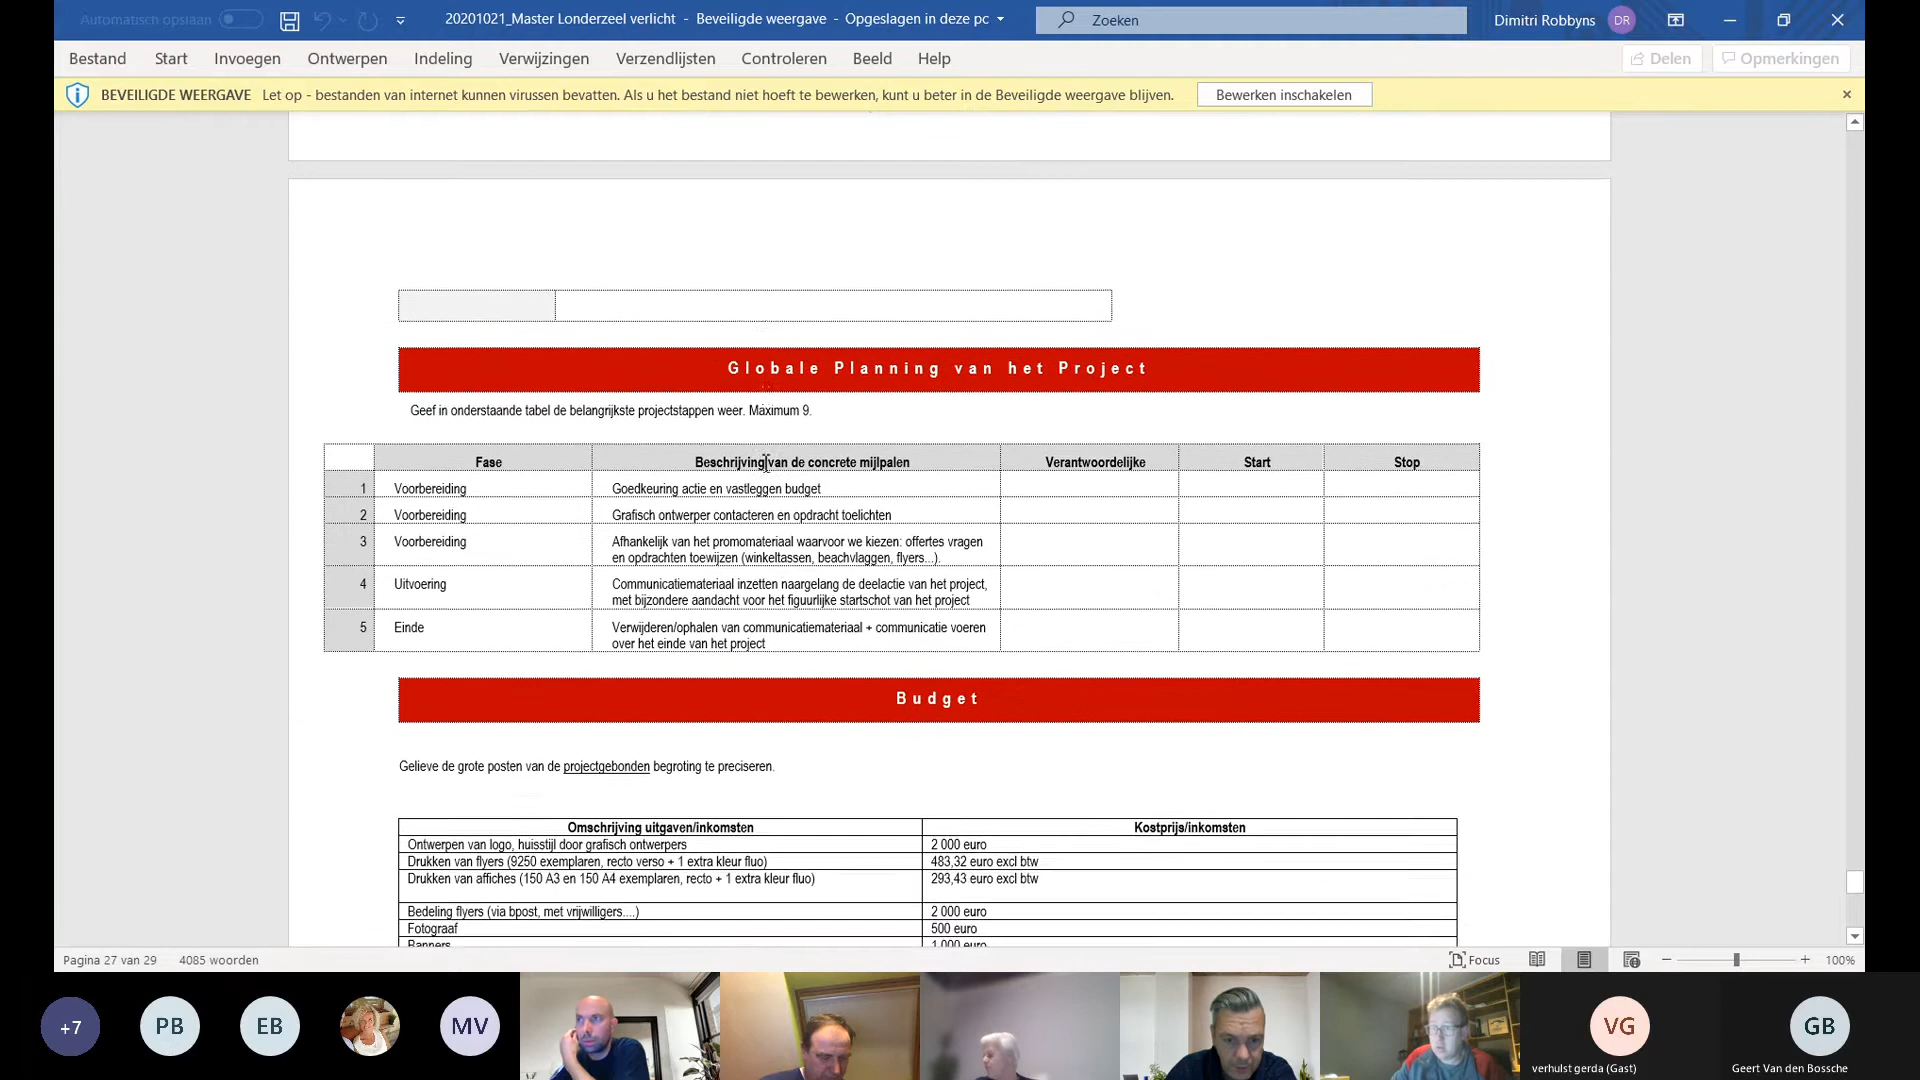 Automatisch opslaan
20201021_Master Londerzeel verlicht - Beveiligde weergave - Opgeslagen in deze pc
Zoeken
Dimitri Robbyns
DR
Bestand Start Invoegen Ontwerpen Indeling Verwijzingen Verzendlijsten Controleren Beeld Help
Delen
Opmerkingen
BEVEILIGDE WEERGAVE Let op - bestanden van internet kunnen virussen bevatten. Als u het bestand niet hoeft te bewerken, kunt u beter in de Beveiligde weergave blijven.
Bewerken inschakelen
Globale Planning van het Project
Geef in onderstaande tabel de belangrijkste projectstappen weer. Maximum 9.
Fase Beschrijving van de concrete mijlpalen Verantwoordelijke Start Stop
1 Voorbereiding Goedkeuring actie en vastleggen budget
2 Voorbereiding Grafisch ontwerper contacteren en opdracht toelichten
3 Voorbereiding Afhankelijk van het promomateriaal waarvoor we kiezen: offertes vragen
en opdrachten toewijzen (winkeltassen, beachvlaggen, flyers...).
4 Uitvoering Communicatiemateriaal inzetten naargelang de deelactie van het project,
met bijzondere aandacht voor het figuurlijke startschot van het project
5 Einde Verwijderen/ophalen van communicatiemateriaal + communicatie voeren
over het einde van het project
Budget
Gelieve de grote posten van de projectgebonden begroting te preciseren.
Omschrijving uitgaven/inkomsten Kostprijs/inkomsten
Ontwerpen van logo, huisstijl door grafisch ontwerpers 2 000 euro
Drukken van flyers (9250 exemplaren, recto verso + 1 extra kleur fluo) 483,32 euro excl btw
Drukken van affiches (150 A3 en 150 A4 exemplaren, recto + 1 extra kleur fluo) 293,43 euro excl btw
Bedeling flyers (via bpost, met vrijwilligers....) 2 000 euro
Fotograaf 500 euro
Banners 1 000 euro
Pagina 27 van 29 4085 woorden
Focus
100%
+7
PB
EB
MV
VG
GB
verhulst gerda (Gast)
Geert Van den Bossche